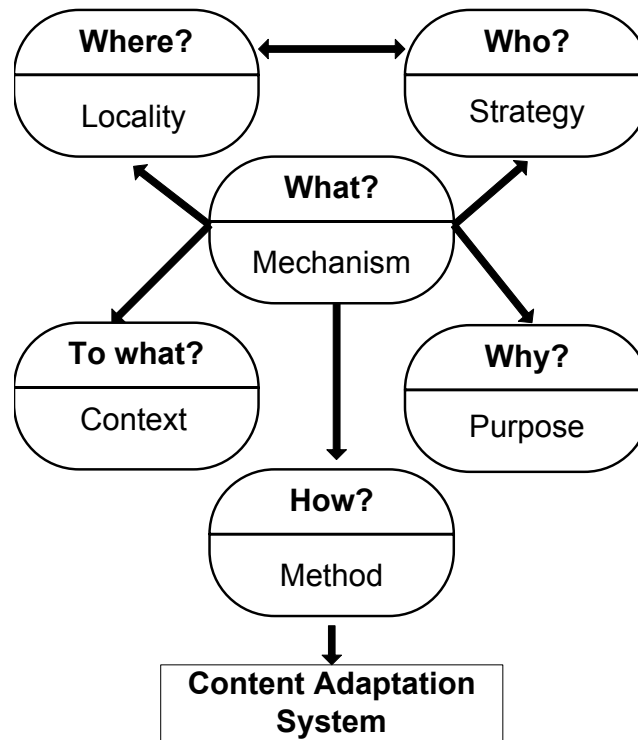 Where?
Locality
Who?
Strategy
What?
Mechanism
To what?
Context
Why?
Purpose
How?
Method
Content Adaptation
System